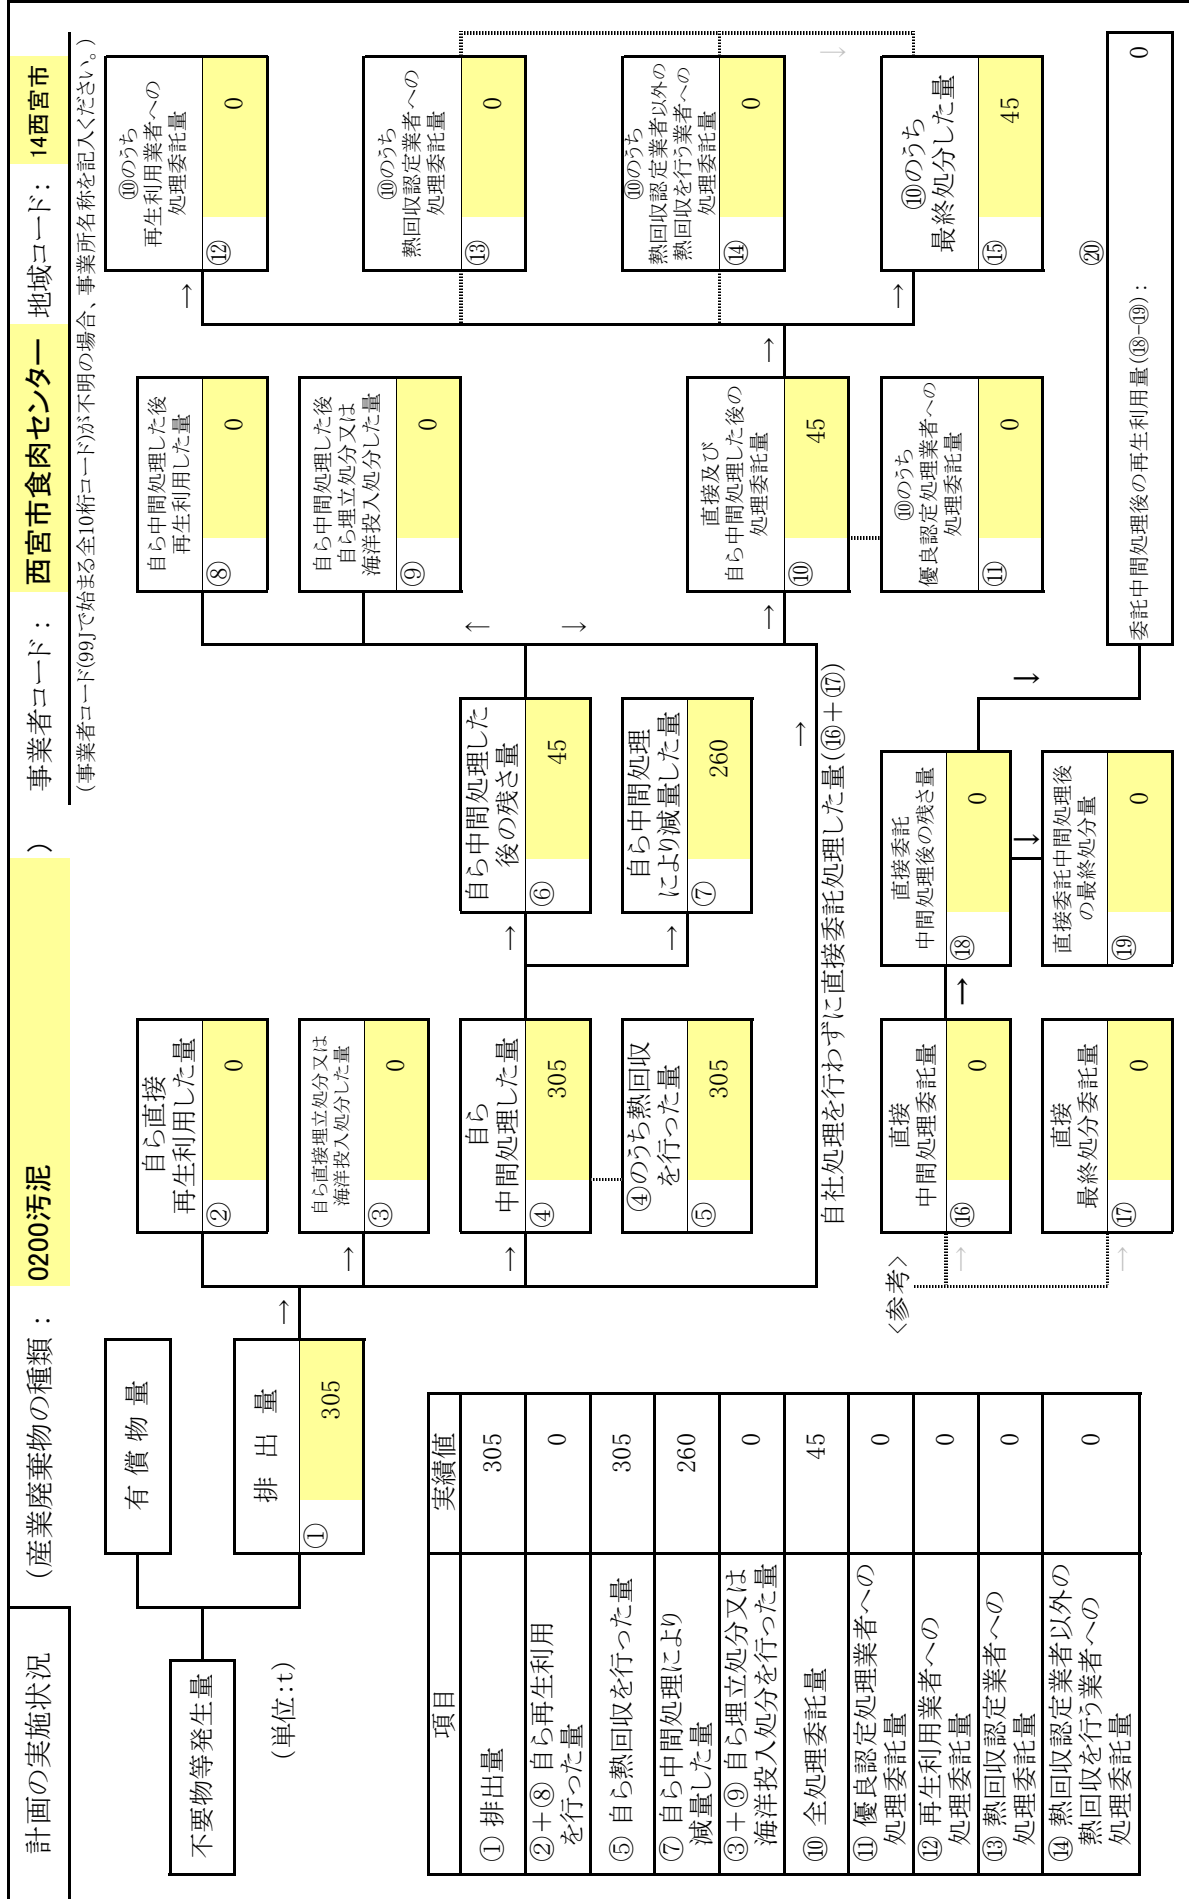 計画の実施状況
(産業廃棄物の種類： 0200汚泥 )
事業者コード： 西宮市食肉センター 地域コード： 14西宮市
(事業者コード(99Jで始まる全10桁コード)が不明の場合、事業所名称を記入ください。)
不要物等発生量
(単位:t)
有 償 物 量
排 出 量
① 305
→
自ら直接
再生利用した量
② 0
自ら直接埋立処分又は
海洋投入処分した量
→
③ 0
自ら
中間処理した量
→
④ 305
④のうち熱回収
を行った量
⑤ 305
自ら中間処理した
後の残さ量
→
⑥ 45
自ら中間処理
により減量した量
→
⑦ 260
自ら中間処理した後
再生利用した量
⑧ 0
自ら中間処理した後
自ら埋立処分又は
海洋投入処分した量
⑨ 0
↑
↓
直接及び
自ら中間処理した後の
処理委託量
→
⑩ 45
→
⑩のうち
優良認定処理業者への
処理委託量
⑪ 0
⑩のうち
再生利用業者への
処理委託量
→
⑫ 0
⑩のうち
熱回収認定業者への
処理委託量
⑬ 0
⑩のうち
熱回収認定業者以外の
熱回収を行う業者への
処理委託量
⑭ 0
↓
⑩のうち
最終処分した量
→
⑮ 45
→
自社処理を行わずに直接委託処理した量(⑯＋⑰)
<参考>
直接
中間処理委託量
→
⑯ 0
→
直接
最終処分委託量
→
⑰ 0
直接委託
中間処理後の残さ量
⑱ 0
↓
↓
直接委託中間処理後
の最終処分量
⑲ 0
⑳
委託中間処理後の再生利用量(⑱-⑲)： 0
項目 実績値
① 排出量 305
②＋⑧ 自ら再生利用
を行った量 0
⑤ 自ら熱回収を行った量 305
⑦ 自ら中間処理により
減量した量 260
③＋⑨ 自ら埋立処分又は
海洋投入処分を行った量 0
⑩ 全処理委託量 45
⑪ 優良認定処理業者への
処理委託量 0
⑫ 再生利用業者への
処理委託量 0
⑬ 熱回収認定業者への
処理委託量 0
⑭ 熱回収認定業者以外の
熱回収を行う業者への
処理委託量 0